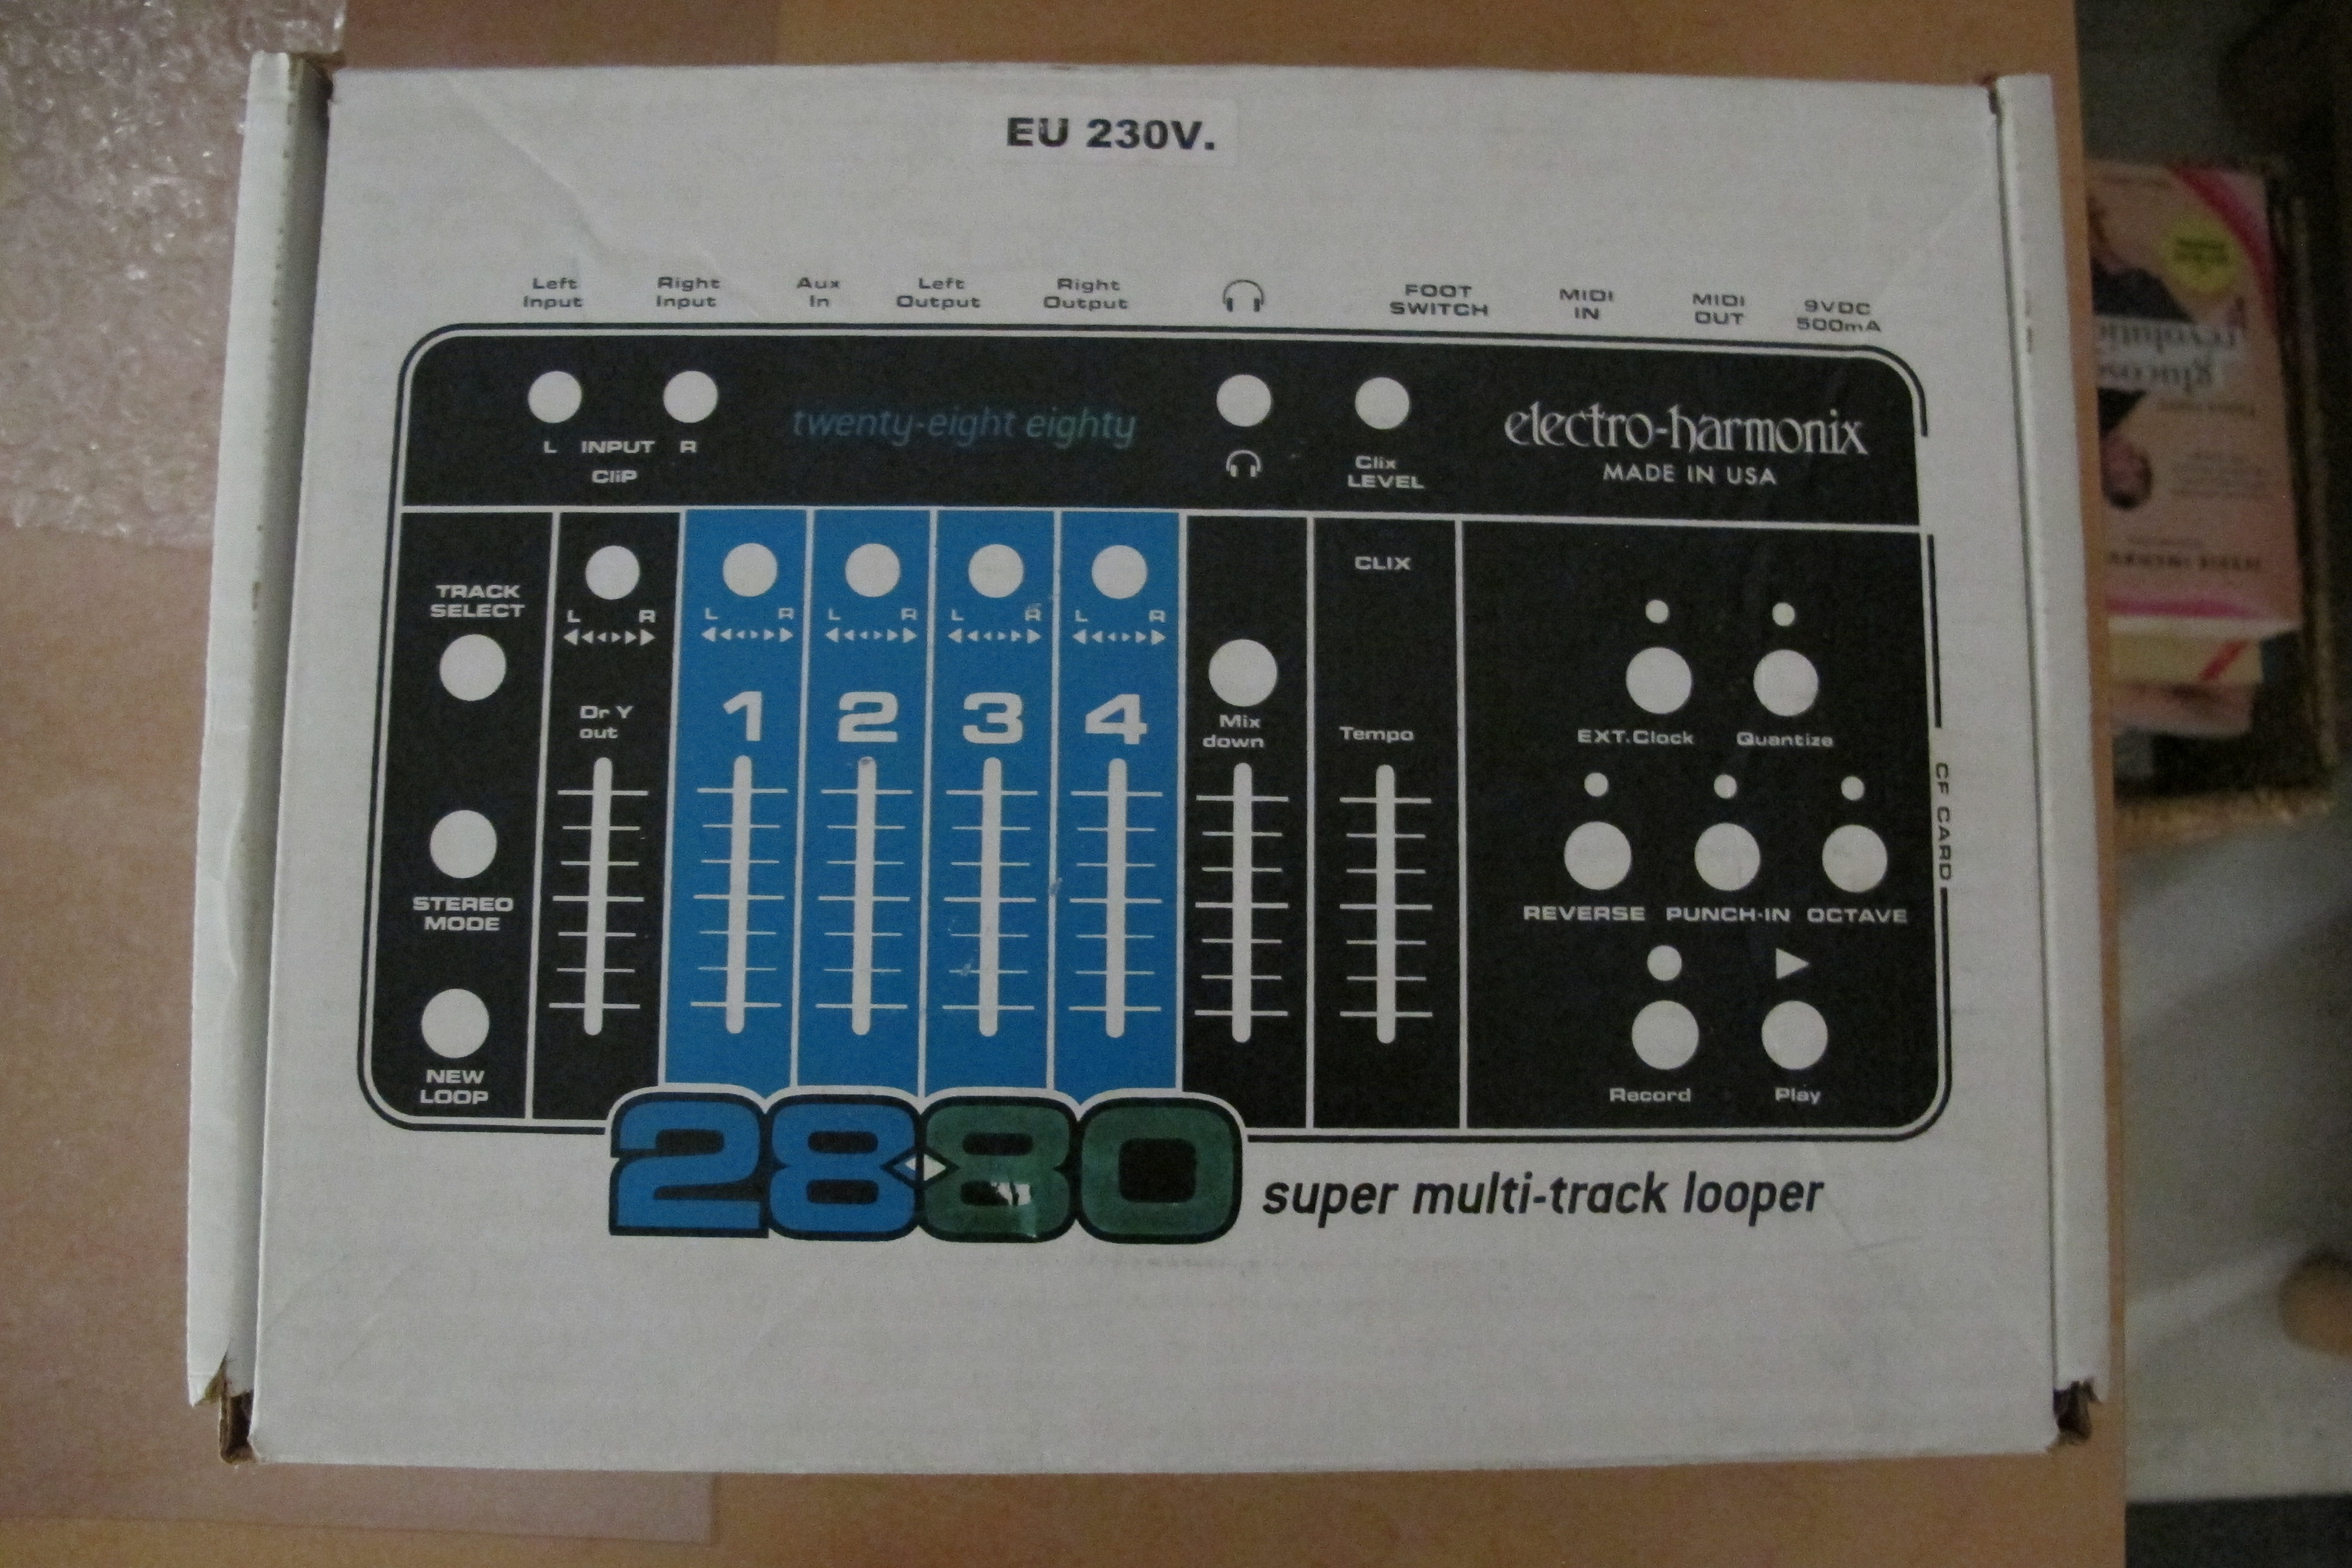 EU 230V.
Left Input
Right Input
Aux In
Left Output
Right Output
FOOT SWITCH
MIDI IN
MIDI OUT
9VDC 500mA
L INPUT R
CliP
twenty-eight eighty
Clix
LEVEL
electro-harmonix
MADE IN USA
TRACK
SELECT
STEREO
MODE
NEW
LOOP
L R
Dr Y
out
L R
1
L R
2
L R
3
L R
4
Mix
down
CLIX
Tempo
EXT.Clock
Quantize
REVERSE
PUNCH-IN
OCTAVE
Record
Play
CF CARD
2880
super multi-track looper
glucose